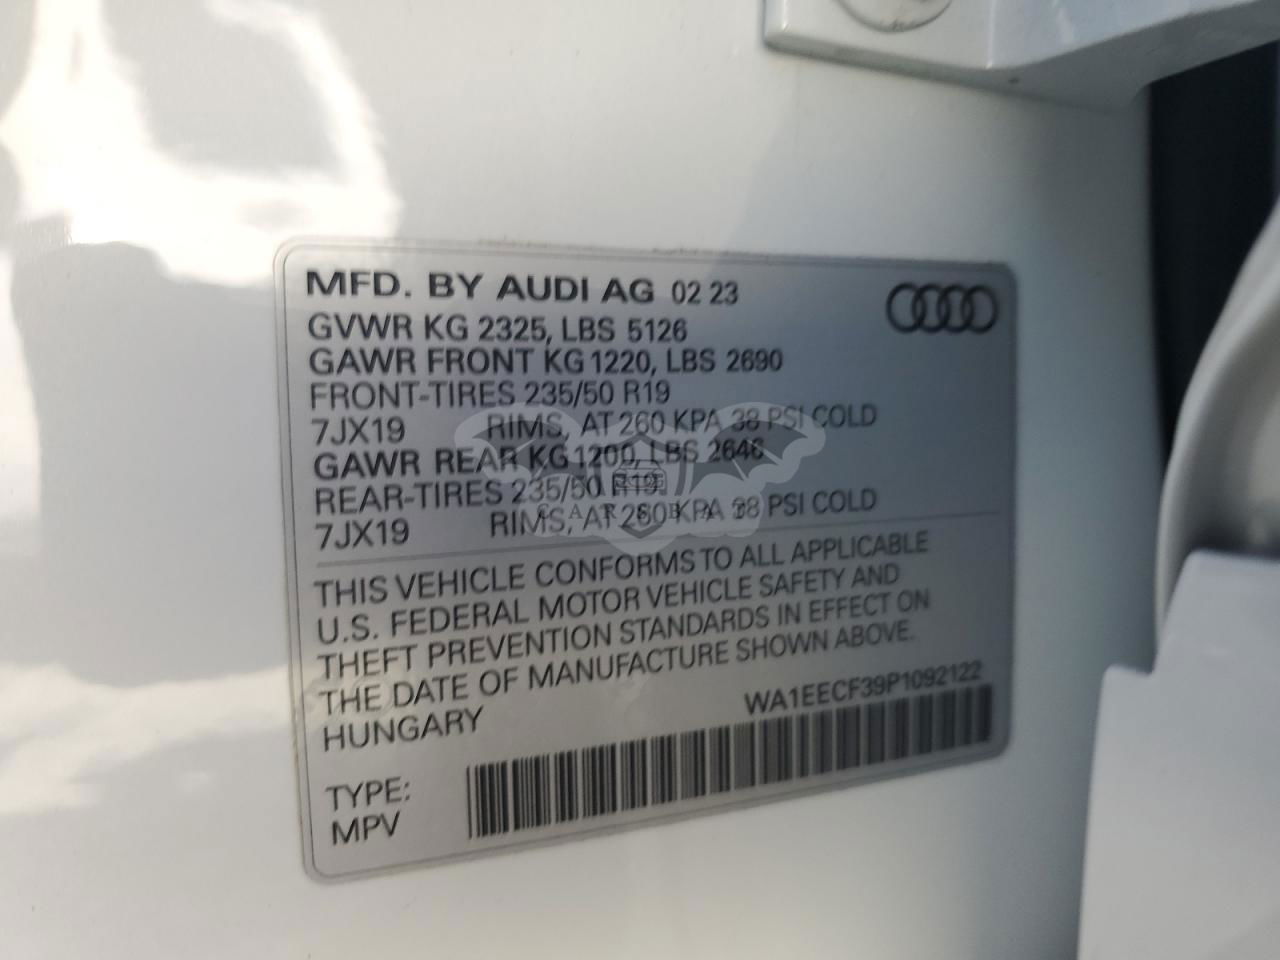 MFD. BY AUDI AG 02 23
GVWR KG 2325, LBS 5126
GAWR FRONT KG 1220, LBS 2690
FRONT-TIRES 235/50 R19
7JX19 RIMS, AT 260 KPA 38 PSI COLD
GAWR REAR KG 1200, LBS 2646
REAR-TIRES 235/50 R19
7JX19 RIMS, AT 260 KPA 38 PSI COLD
THIS VEHICLE CONFORMS TO ALL APPLICABLE
U.S. FEDERAL MOTOR VEHICLE SAFETY AND
THEFT PREVENTION STANDARDS IN EFFECT ON
THE DATE OF MANUFACTURE SHOWN ABOVE.
HUNGARY
WA1EECF39P1092122
TYPE:
MPV